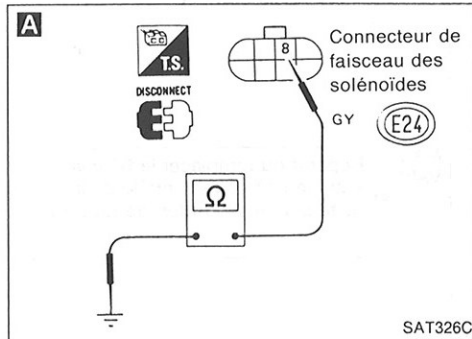 A
T.S.
DISCONNECT
8
Connecteur de
faisceau des
solénoïdes
GY
E24
Ω
SAT326C